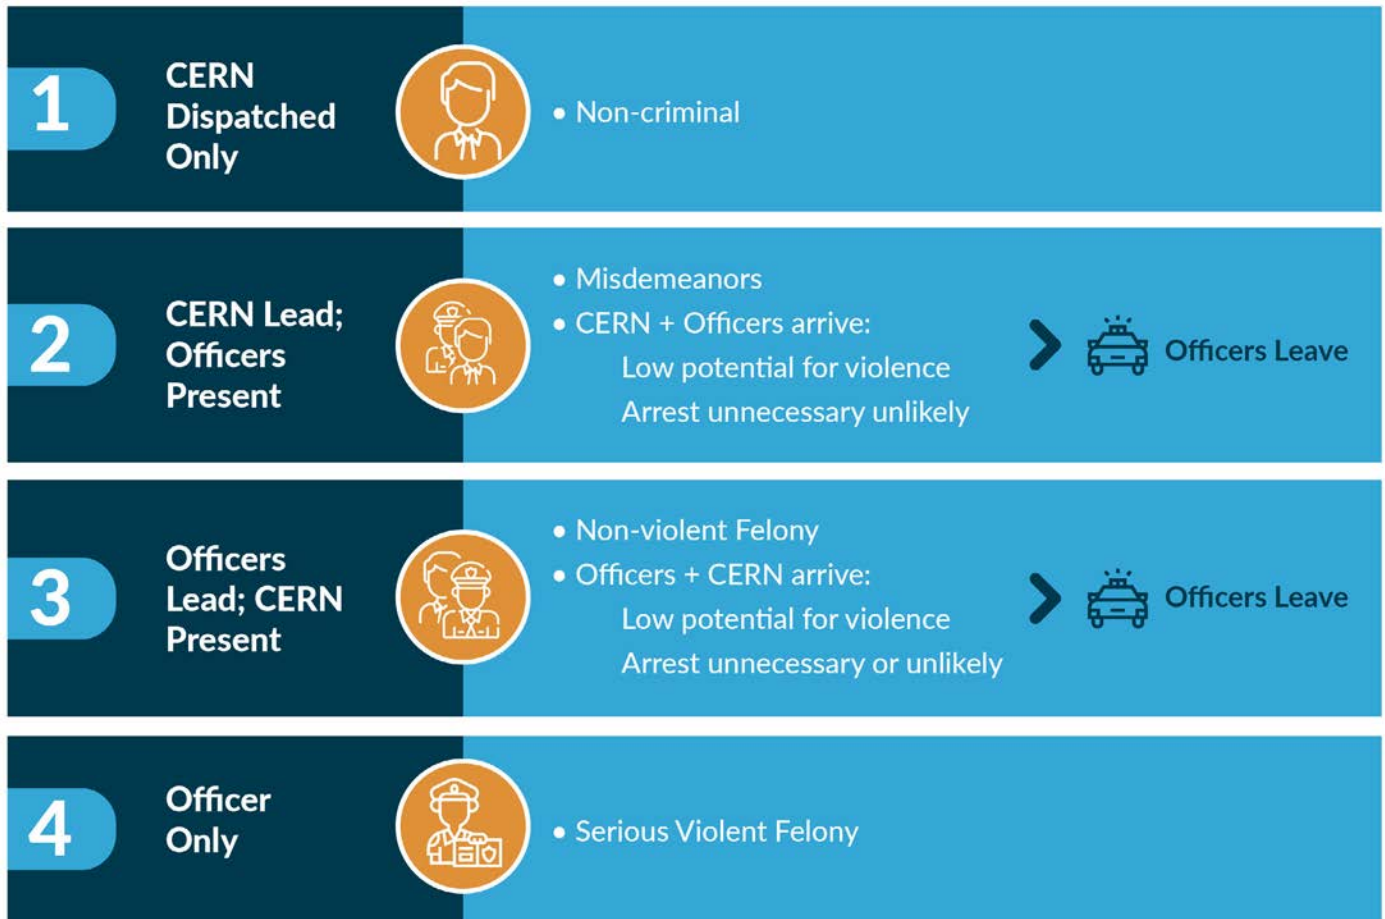 1
CERN
Dispatched
Only
• Non-criminal
2
CERN Lead;
Officers
Present
• Misdemeanors
• CERN + Officers arrive:
Low potential for violence
Arrest unnecessary unlikely
Officers Leave
3
Officers
Lead; CERN
Present
• Non-violent Felony
• Officers + CERN arrive:
Low potential for violence
Arrest unnecessary or unlikely
Officers Leave
4
Officer
Only
• Serious Violent Felony